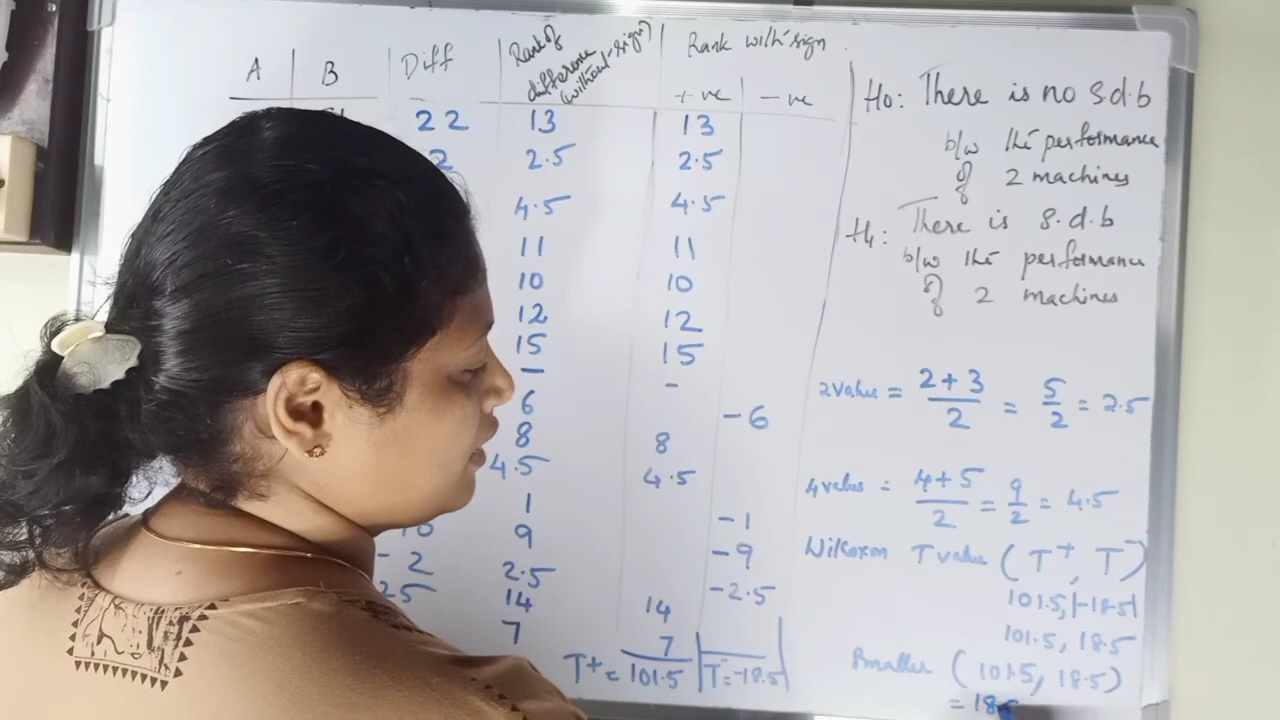 A B Diff Rank of difference (without sign) Rank with sign
+ve -ve
22 13 13
2 2.5 2.5
4.5 4.5
11 11
10 10
12 12
15 15
- -
6 -6
8 8
4.5 4.5
1 -1
10 9 -9
-2 2.5 -2.5
25 14 14
7 7
T+ = 101.5 T- = -18.5
Ho: There is no s.d.b
b/w the performance
of 2 machines
H1: There is s.d.b
b/w the performance
of 2 machines
2 value = 2+3/2 = 5/2 = 2.5
4 value = 4+5/2 = 9/2 = 4.5
Wilcoxon T value (T+, T-)
101.5, |-18.5|
101.5, 18.5
Smaller (101.5, 18.5)
= 18.5